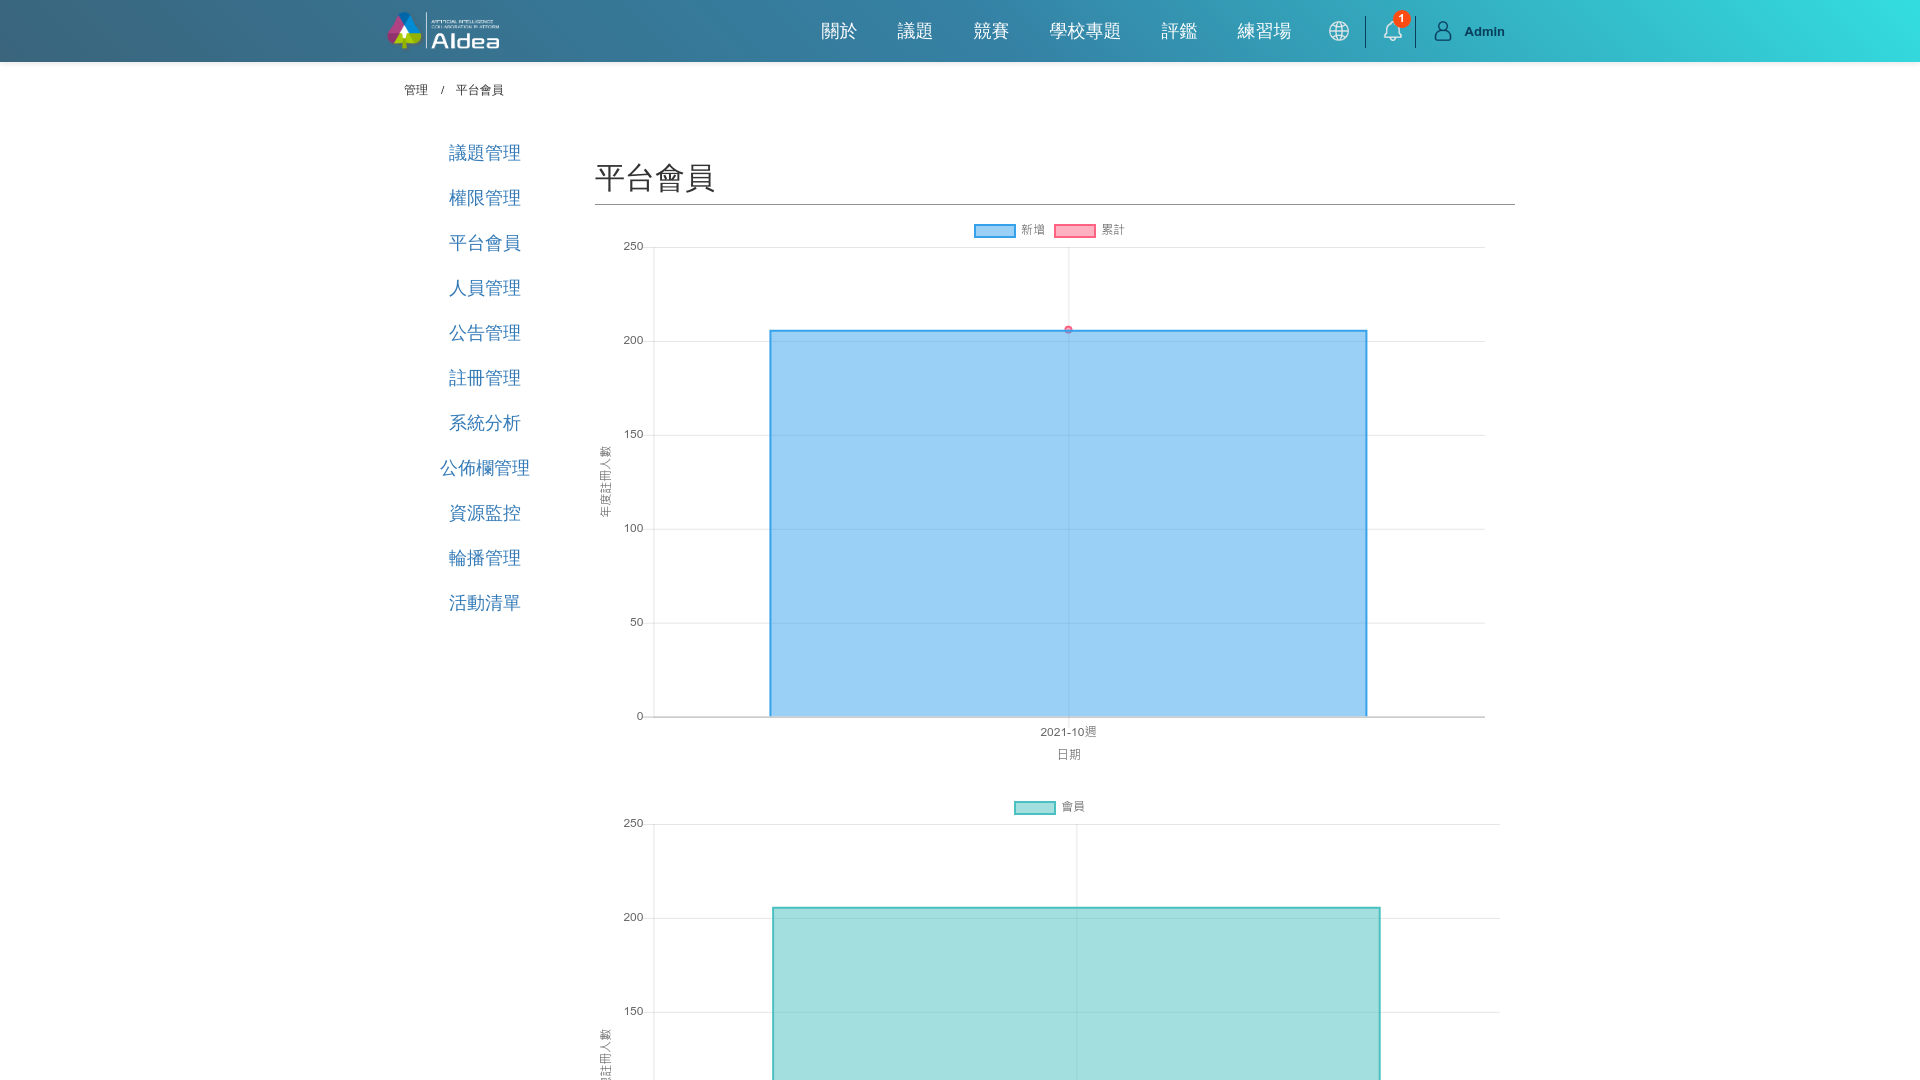 ARTIFICIAL INTELLIGENCE
COLLABORATION PLATFORM
AIdea
關於
議題
競賽
學校專題
評鑑
練習場
1
Admin
管理 / 平台會員
議題管理
權限管理
平台會員
人員管理
公告管理
註冊管理
系統分析
公佈欄管理
資源監控
輪播管理
活動清單
平台會員
新增
累計
250
200
150
100
50
0
年度註冊人數
2021-10週
日期
會員
250
200
150
註冊人數